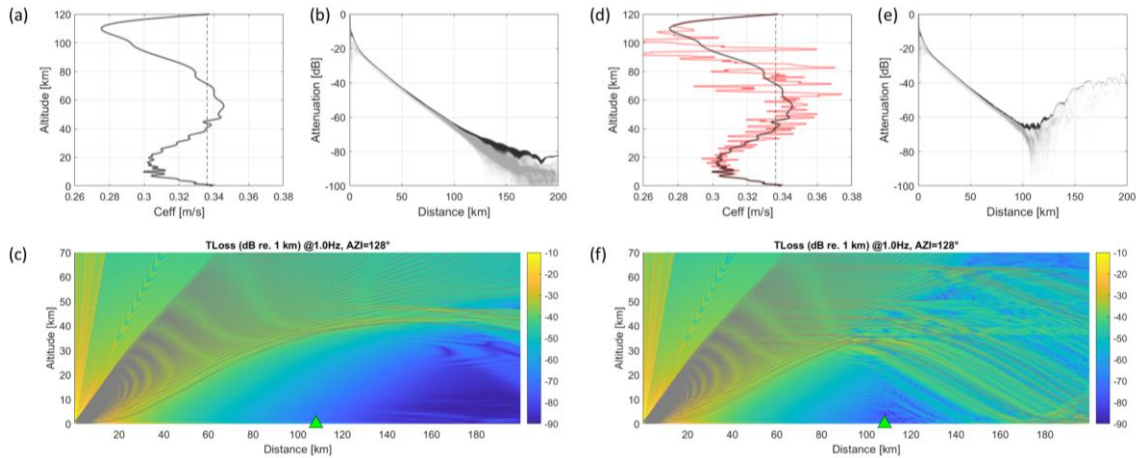 (a)
120
100
80
60
40
20
0
Altitude [km]
0.26 0.28 0.3 0.32 0.34 0.36 0.38
Ceff [m/s]
(b)
0
-20
-40
-60
-80
-100
Attenuation [dB]
0 50 100 150 200
Distance [km]
(d)
120
100
80
60
40
20
0
Altitude [km]
0.26 0.28 0.3 0.32 0.34 0.36 0.38
Ceff [m/s]
(e)
0
-20
-40
-60
-80
-100
Attenuation [dB]
0 50 100 150 200
Distance [km]
(c)
TLoss (dB re. 1 km) @1.0Hz, AZI=128°
70
60
50
40
30
20
10
0
Altitude [km]
20 40 60 80 100 120 140 160 180
Distance [km]
-10
-20
-30
-40
-50
-60
-70
-80
-90
(f)
TLoss (dB re. 1 km) @1.0Hz, AZI=128°
70
60
50
40
30
20
10
0
Altitude [km]
20 40 60 80 100 120 140 160 180
Distance [km]
-10
-20
-30
-40
-50
-60
-70
-80
-90